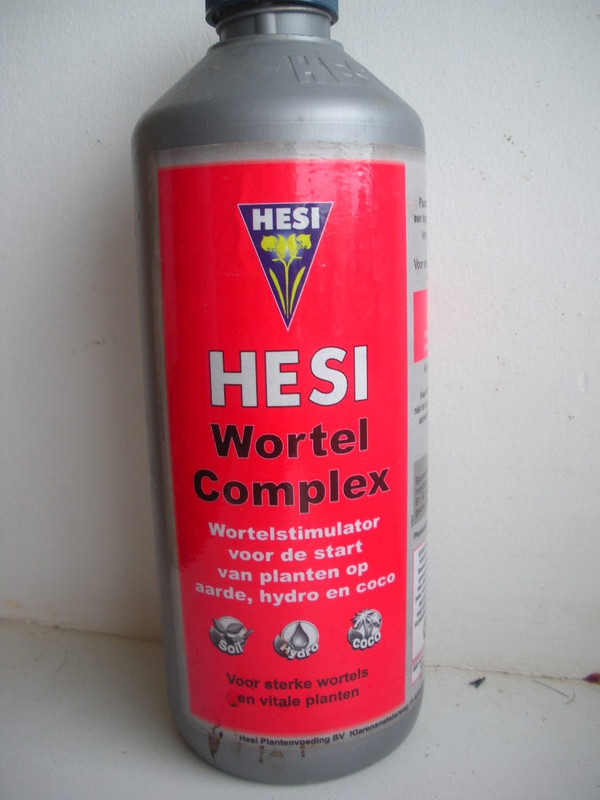 HESI
HESI
HESI
Wortel
Complex
Wortelstimulator
voor de start
van planten op
aarde, hydro en coco
Soil
Hydro
coco
Voor sterke wortels
en vitale planten
Hesi Plantenvoeding BV